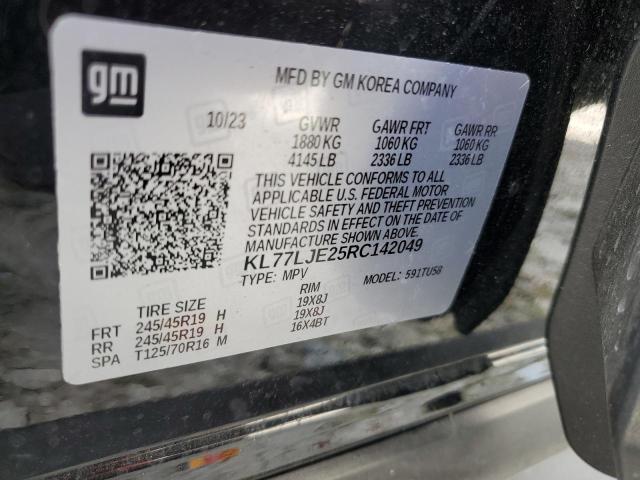 gm
MFD BY GM KOREA COMPANY
10/23 GVWR GAWR FRT GAWR RR
1880 KG 1060 KG 1060 KG
4145 LB 2336 LB 2336 LB
THIS VEHICLE CONFORMS TO ALL
APPLICABLE U.S. FEDERAL MOTOR
VEHICLE SAFETY AND THEFT PREVENTION
STANDARDS IN EFFECT ON THE DATE OF
MANUFACTURE SHOWN ABOVE.
KL77LJE25RC142049
TYPE: MPV MODEL: 591TU58
TIRE SIZE RIM
FRT 245/45R19 H 19X8J
RR 245/45R19 H 19X8J
SPA T125/70R16 M 16X4BT